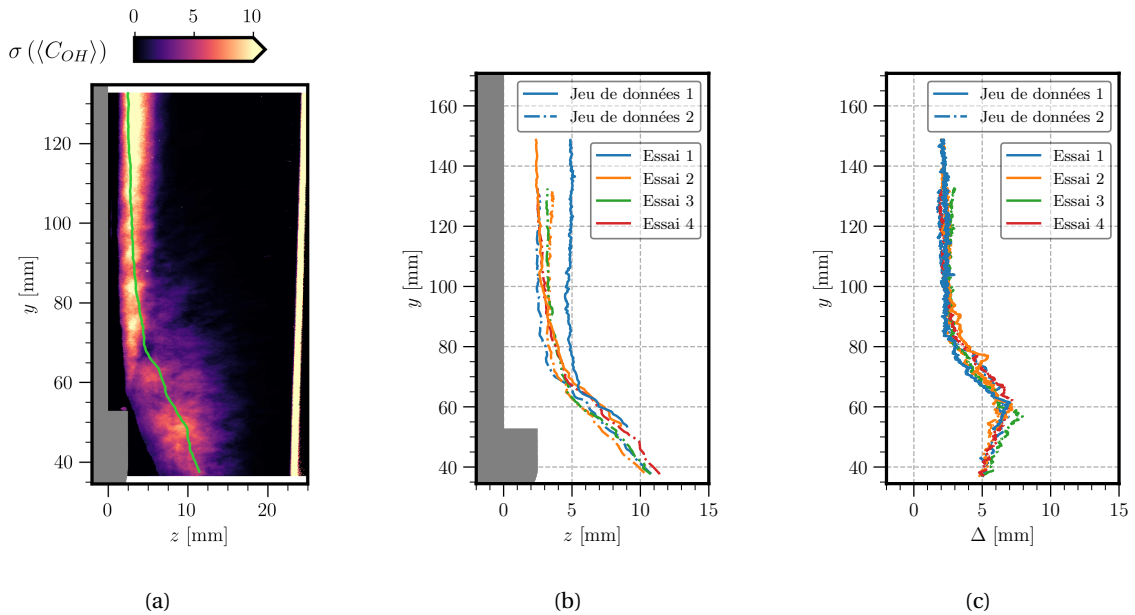 0 5 10
σ (⟨C_{OH}⟩)
120
100
80
60
40
y [mm]
0 10 20
z [mm]
(a)
160
140
120
100
80
60
40
y [mm]
Jeu de données 1
Jeu de données 2
Essai 1
Essai 2
Essai 3
Essai 4
0 5 10 15
z [mm]
(b)
160
140
120
100
80
60
40
y [mm]
Jeu de données 1
Jeu de données 2
Essai 1
Essai 2
Essai 3
Essai 4
0 5 10 15
Δ [mm]
(c)